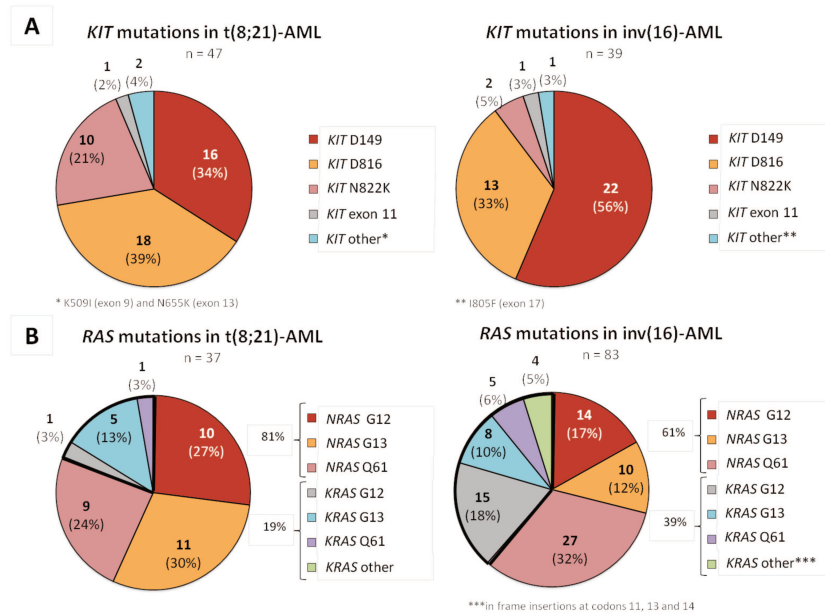 A
KIT mutations in t(8;21)-AML
n = 47
1
(2%)
2
(4%)
10
(21%)
16
(34%)
18
(39%)
KIT D149
KIT D816
KIT N822K
KIT exon 11
KIT other*
* K509I (exon 9) and N655K (exon 13)
KIT mutations in inv(16)-AML
n = 39
1
(3%)
1
(3%)
2
(5%)
13
(33%)
22
(56%)
KIT D149
KIT D816
KIT N822K
KIT exon 11
KIT other**
** I805F (exon 17)
B
RAS mutations in t(8;21)-AML
n = 37
1
(3%)
1
(3%)
5
(13%)
10
(27%)
9
(24%)
11
(30%)
81%
19%
NRAS G12
NRAS G13
NRAS Q61
KRAS G12
KRAS G13
KRAS Q61
KRAS other
RAS mutations in inv(16)-AML
n = 83
4
(5%)
5
(6%)
8
(10%)
14
(17%)
10
(12%)
15
(18%)
27
(32%)
61%
39%
NRAS G12
NRAS G13
NRAS Q61
KRAS G12
KRAS G13
KRAS Q61
KRAS other***
***in frame insertions at codons 11, 13 and 14